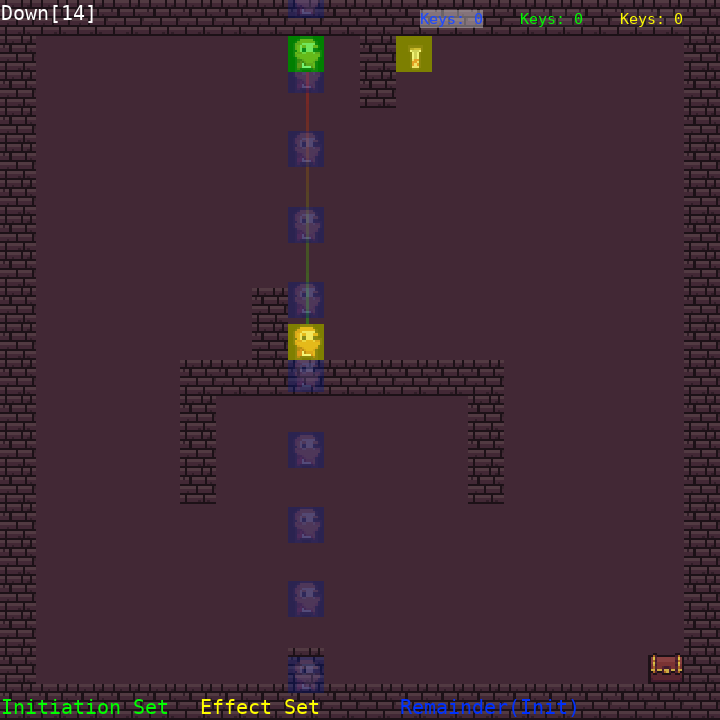 Down[14]
Keys: 0 Keys: 0 Keys: 0
Initiation Set Effect Set Remainder(Init)